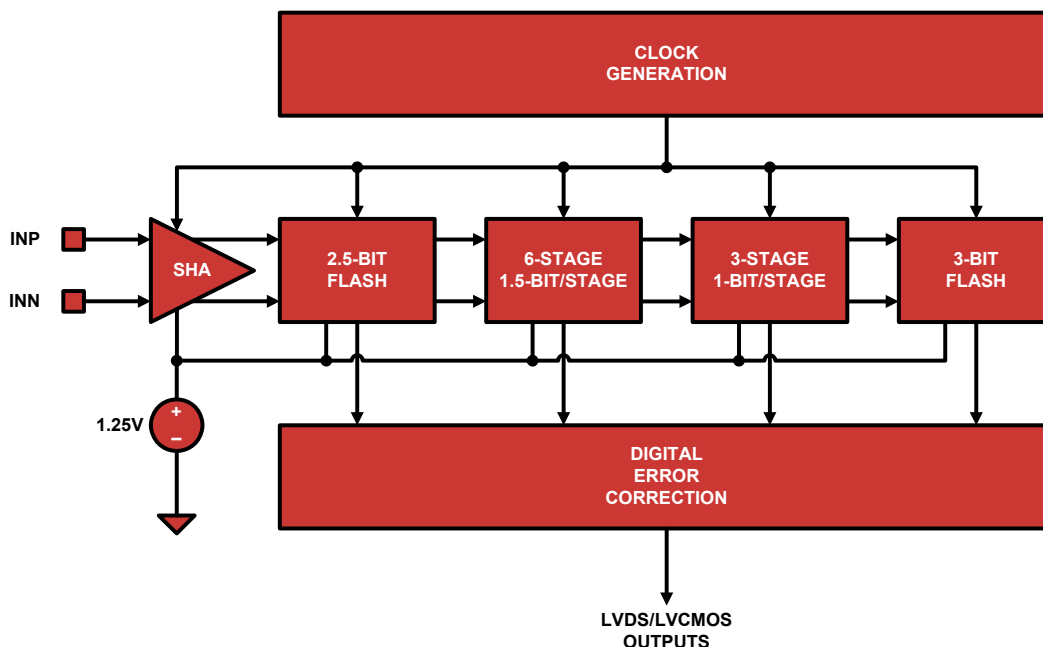 CLOCK
GENERATION
INP
INN
SHA
2.5-BIT
FLASH
6-STAGE
1.5-BIT/STAGE
3-STAGE
1-BIT/STAGE
3-BIT
FLASH
1.25V
+
–
DIGITAL
ERROR
CORRECTION
LVDS/LVCMOS
OUTPUTS